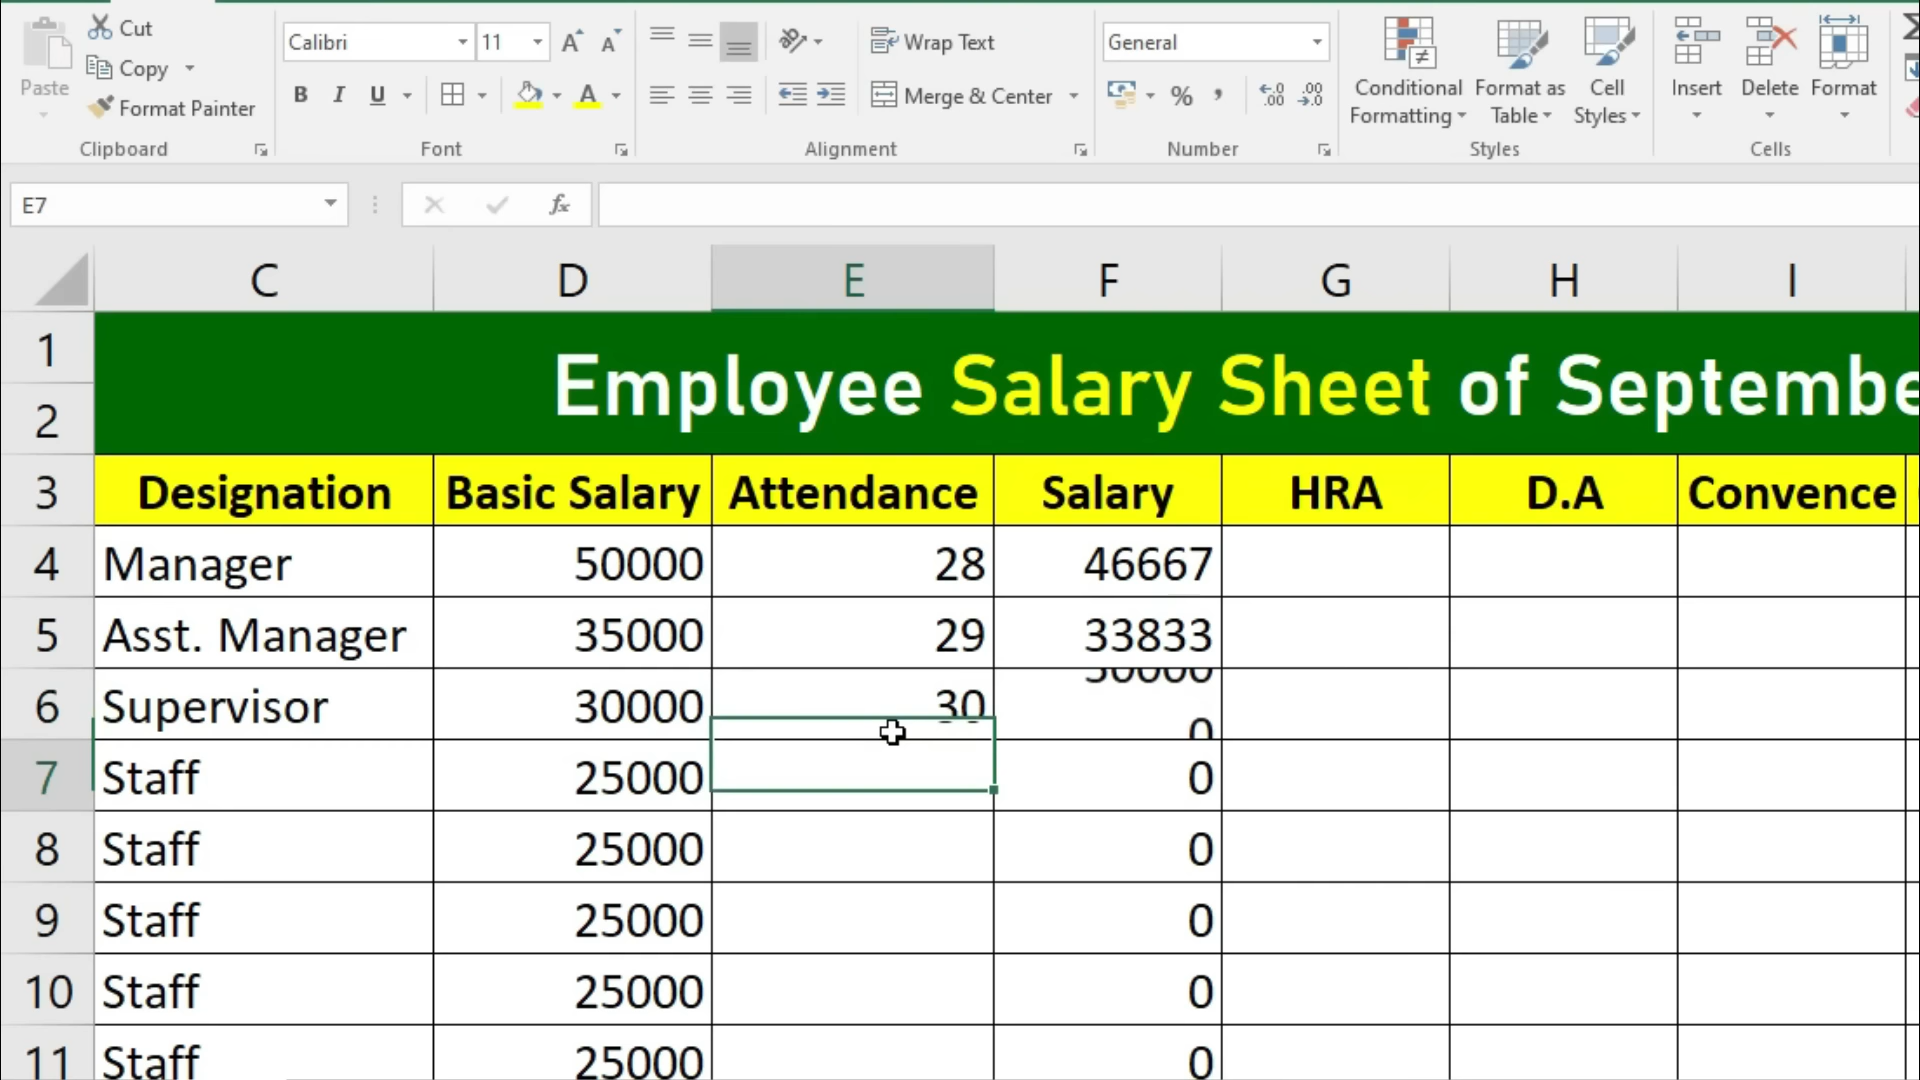 Cut
Copy
Format Painter
Paste
Clipboard
Calibri
11
B I U
A
Font
Wrap Text
Merge & Center
Alignment
General
%
Number
Conditional Formatting
Format as Table
Cell Styles
Styles
Insert
Delete
Format
Cells
E7
fx
C D E F G H I
1
2
Employee Salary Sheet of Septembe
3 Designation Basic Salary Attendance Salary HRA D.A Convence
4 Manager 50000 28 46667
5 Asst. Manager 35000 29 33833
6 Supervisor 30000 30 30000 0
7 Staff 25000 0
8 Staff 25000 0
9 Staff 25000 0
10 Staff 25000 0
11 Staff 25000 0